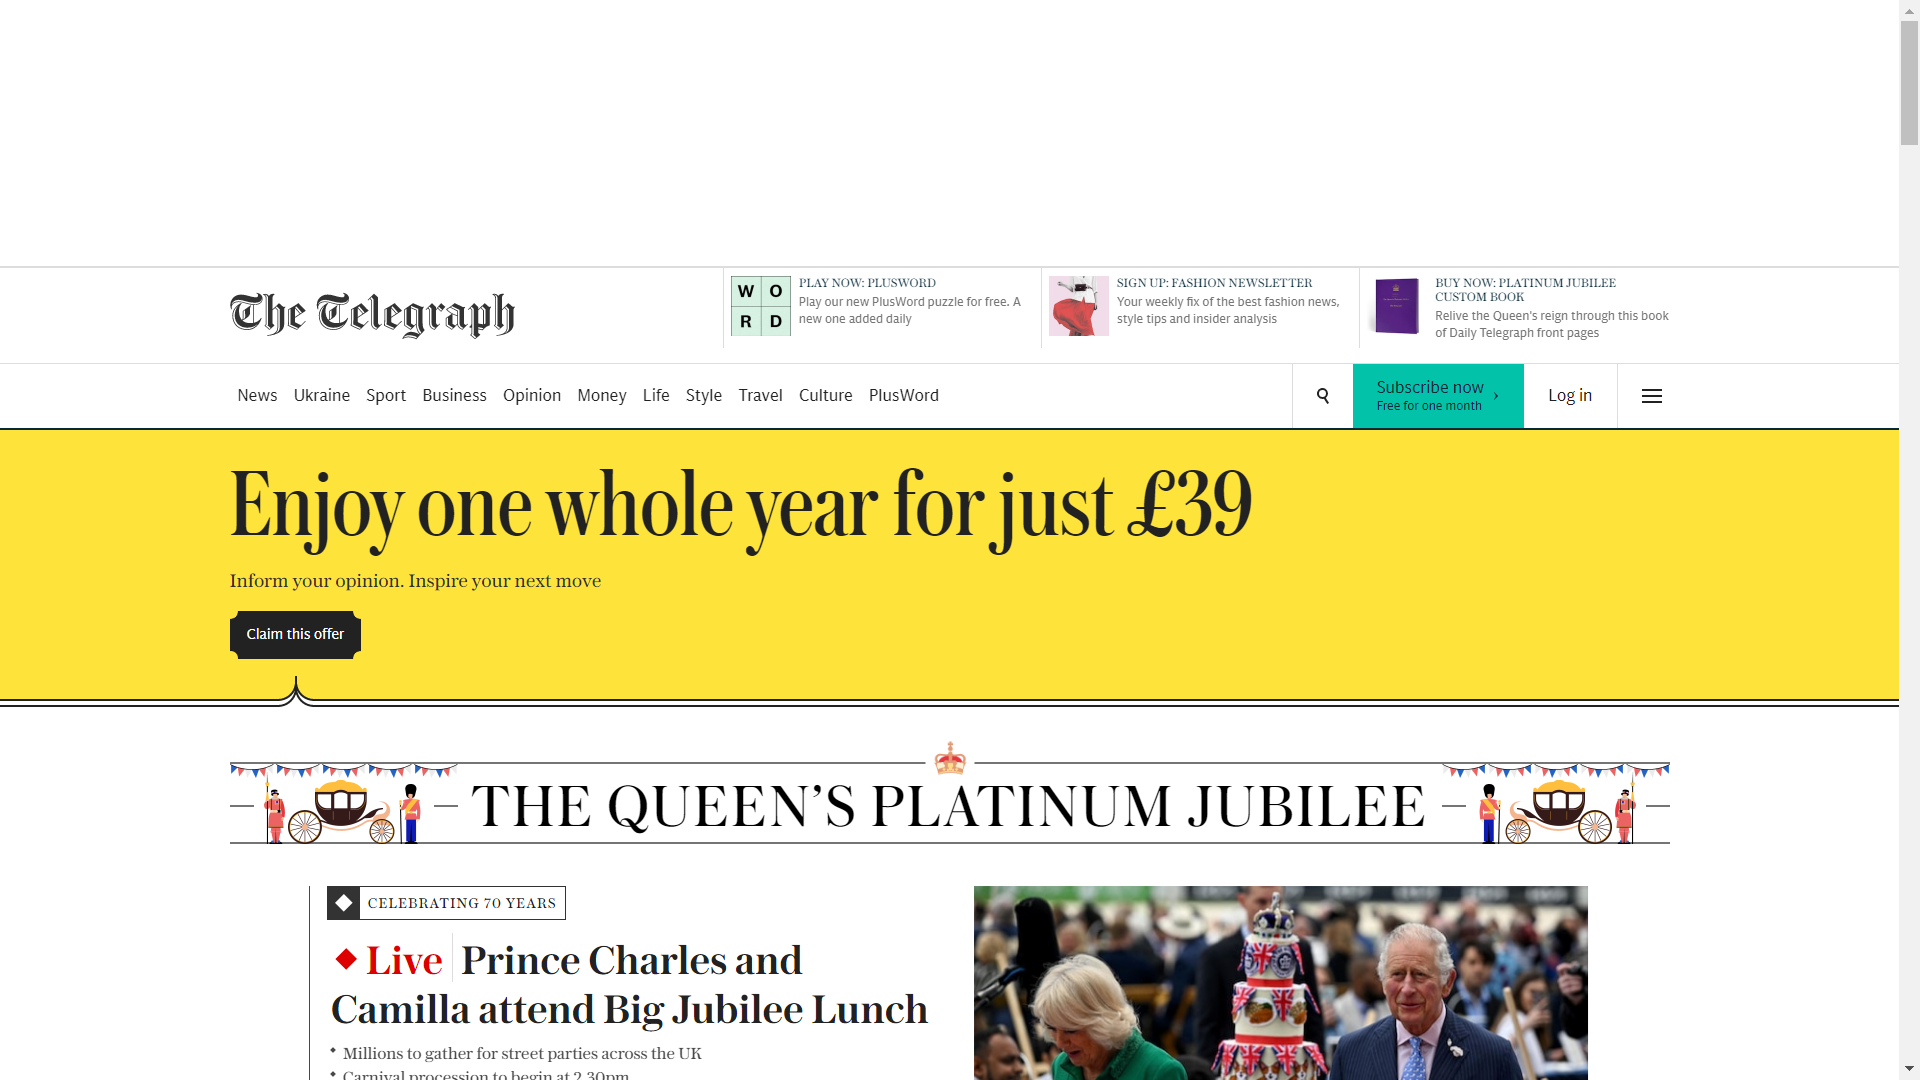 The Telegraph
W O
R D
PLAY NOW: PLUSWORD
Play our new PlusWord puzzle for free. A
new one added daily
SIGN UP: FASHION NEWSLETTER
Your weekly fix of the best fashion news,
style tips and insider analysis
BUY NOW: PLATINUM JUBILEE
CUSTOM BOOK
Relive the Queen's reign through this book
of Daily Telegraph front pages
News Ukraine Sport Business Opinion Money Life Style Travel Culture PlusWord
Subscribe now ›
Free for one month
Log in
Enjoy one whole year for just £39
Inform your opinion. Inspire your next move
Claim this offer
THE QUEEN’S PLATINUM JUBILEE
CELEBRATING 70 YEARS
Live Prince Charles and
Camilla attend Big Jubilee Lunch
Millions to gather for street parties across the UK
Carnival procession to begin at 2.30pm